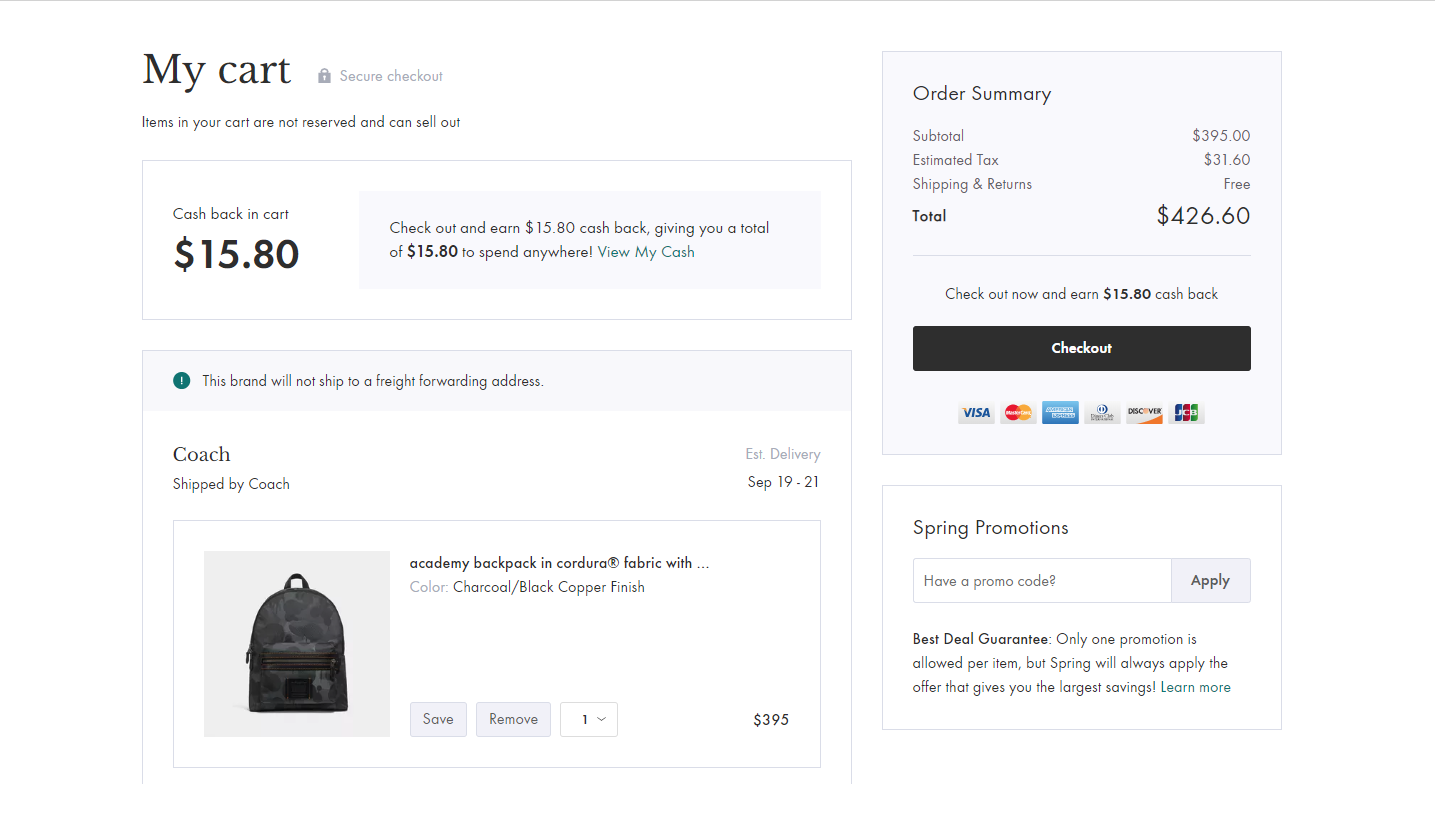 My cart
Secure checkout
Items in your cart are not reserved and can sell out
Cash back in cart
$15.80
Check out and earn $15.80 cash back, giving you a total
of $15.80 to spend anywhere! View My Cash
This brand will not ship to a freight forwarding address.
Coach
Shipped by Coach
Est. Delivery
Sep 19 - 21
academy backpack in cordura® fabric with ...
Color: Charcoal/Black Copper Finish
Save
Remove
1
$395
Order Summary
Subtotal $395.00
Estimated Tax $31.60
Shipping & Returns Free
Total $426.60
Check out now and earn $15.80 cash back
Checkout
VISA
MasterCard
AMERICAN EXPRESS
Diners Club
DISCOVER
JCB
Spring Promotions
Have a promo code?
Apply
Best Deal Guarantee: Only one promotion is
allowed per item, but Spring will always apply the
offer that gives you the largest savings! Learn more